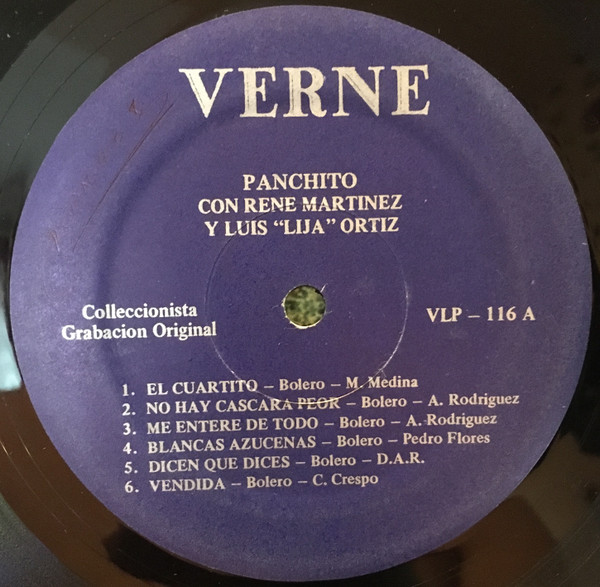 VERNE
PANCHITO
CON RENE MARTINEZ
Y LUIS “LIJA” ORTIZ
Colleccionista
Grabacion Original
VLP – 116 A
1. EL CUARTITO – Bolero – M. Medina
2. NO HAY CASCARA PEOR – Bolero – A. Rodriguez
3. ME ENTERE DE TODO – Bolero – A. Rodriguez
4. BLANCAS AZUCENAS – Bolero – Pedro Flores
5. DICEN QUE DICES – Bolero – D.A.R.
6. VENDIDA – Bolero – C. Crespo